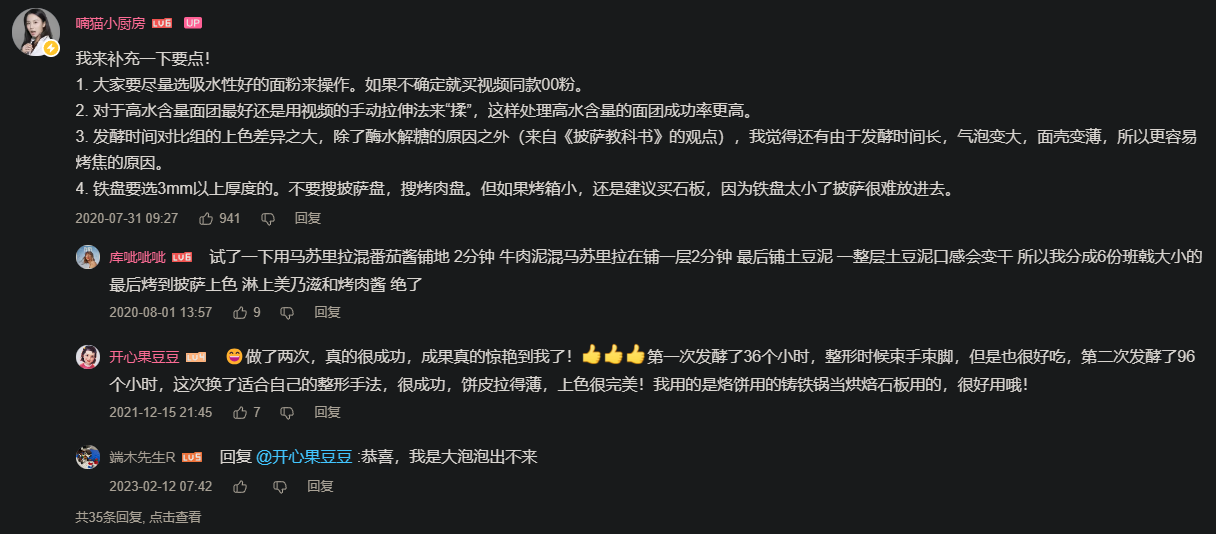 喃猫小厨房 LV6 UP
我来补充一下要点！
1. 大家要尽量选吸水性好的面粉来操作。如果不确定就买视频同款00粉。
2. 对于高水含量面团最好还是用视频的手动拉伸法来“揉”，这样处理高水含量的面团成功率更高。
3. 发酵时间对比组的上色差异之大，除了酶水解糖的原因之外（来自《披萨教科书》的观点），我觉得还有由于发酵时间长，气泡变大，面壳变薄，所以更容易
烤焦的原因。
4. 铁盘要选3mm以上厚度的。不要搜披萨盘，搜烤肉盘。但如果烤箱小，还是建议买石板，因为铁盘太小了披萨很难放进去。
2020-07-31 09:27 941 回复
库呲呲呲 LV6 试了一下用马苏里拉混番茄酱铺地 2分钟 牛肉泥混马苏里拉在铺一层2分钟 最后铺土豆泥 一整层土豆泥口感会变干 所以我分成6份班戟大小的
最后烤到披萨上色 淋上美乃滋和烤肉酱 绝了
2020-08-01 13:57 9 回复
开心果豆豆 LV4 😄做了两次，真的很成功，成果真的惊艳到我了！👍👍👍第一次发酵了36个小时，整形时候束手束脚，但是也很好吃，第二次发酵了96
个小时，这次换了适合自己的整形手法，很成功，饼皮拉得薄，上色很完美！我用的是烙饼用的铸铁锅当烘焙石板用的，很好用哦！
2021-12-15 21:45 7 回复
端木先生R LV5 回复 @开心果豆豆 :恭喜，我是大泡泡出不来
2023-02-12 07:42 回复
共35条回复, 点击查看